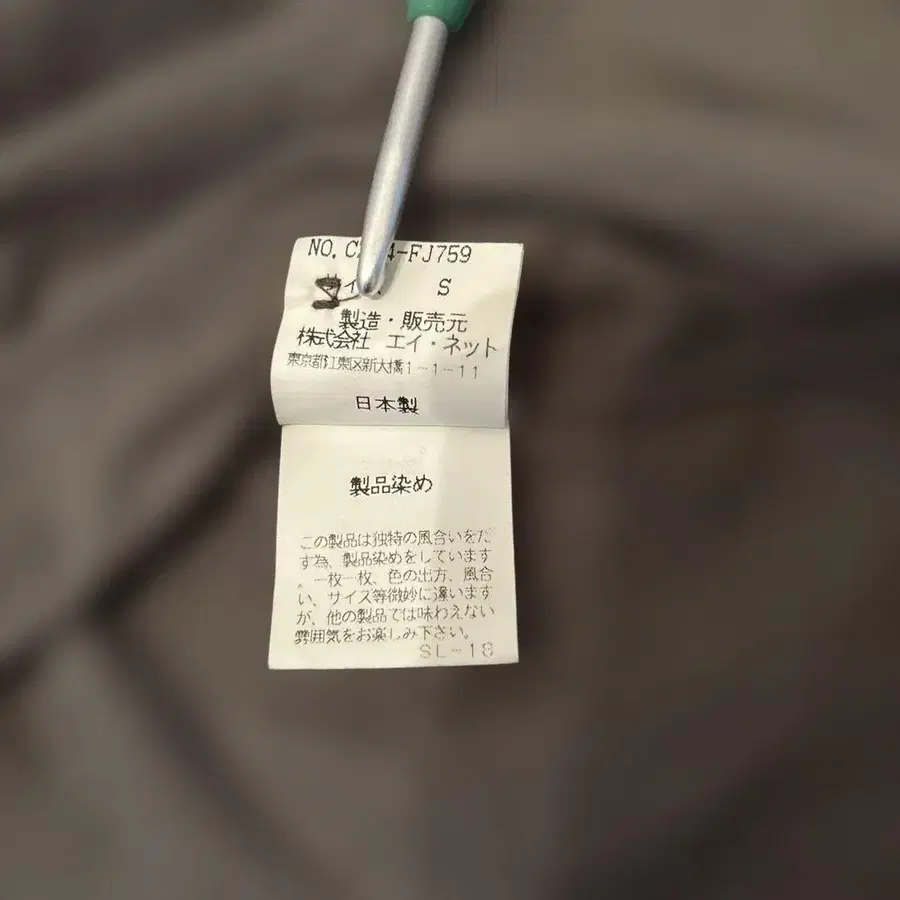 NO. 4-FJ759
S
製造・販売元
株式会社 エイ・ネット
東京都江東区新大橋1-1-11
日本製
製品染め
この製品は独特の風合いをだ
す為、製品染めをしています
。一枚一枚、色の出方、風合
い、サイズ等微妙に違います
が、他の製品では味わえない
雰囲気をお楽しみ下さい。
SL-18